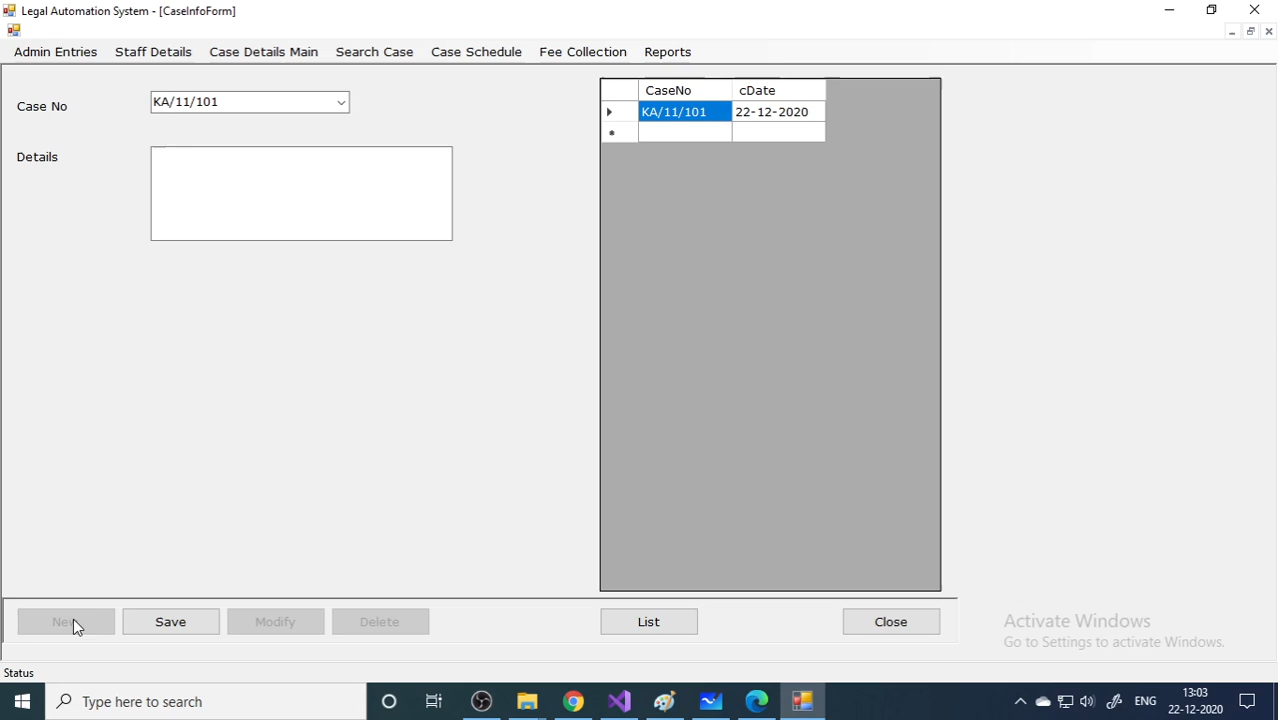 Legal Automation System - [CaseInfoForm]
Admin Entries Staff Details Case Details Main Search Case Case Schedule Fee Collection Reports
Case No KA/11/101
Details
CaseNo cDate
KA/11/101 22-12-2020
New Save Modify Delete List Close
Activate Windows
Go to Settings to activate Windows.
Status
Type here to search
ENG
13:03
22-12-2020